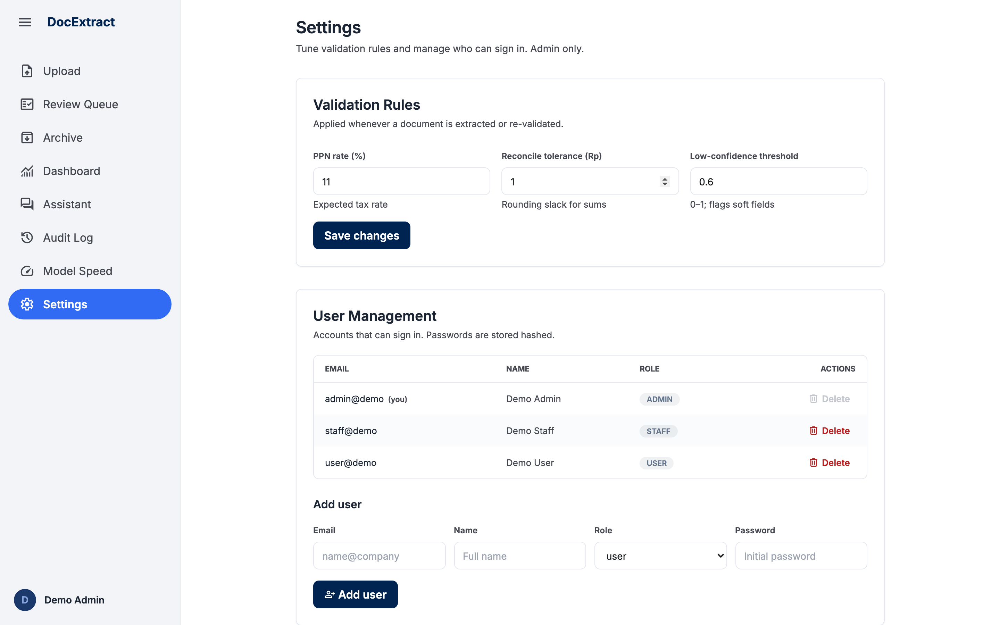 DocExtract
Upload
Review Queue
Archive
Dashboard
Assistant
Audit Log
Model Speed
Settings
D
Demo Admin
Settings
Tune validation rules and manage who can sign in. Admin only.
Validation Rules
Applied whenever a document is extracted or re-validated.
PPN rate (%) Reconcile tolerance (Rp) Low-confidence threshold
11 1 0.6
Expected tax rate Rounding slack for sums 0–1; flags soft fields
Save changes
User Management
Accounts that can sign in. Passwords are stored hashed.
EMAIL NAME ROLE ACTIONS
admin@demo (you) Demo Admin ADMIN Delete
staff@demo Demo Staff STAFF Delete
user@demo Demo User USER Delete
Add user
Email Name Role Password
name@company Full name user Initial password
Add user